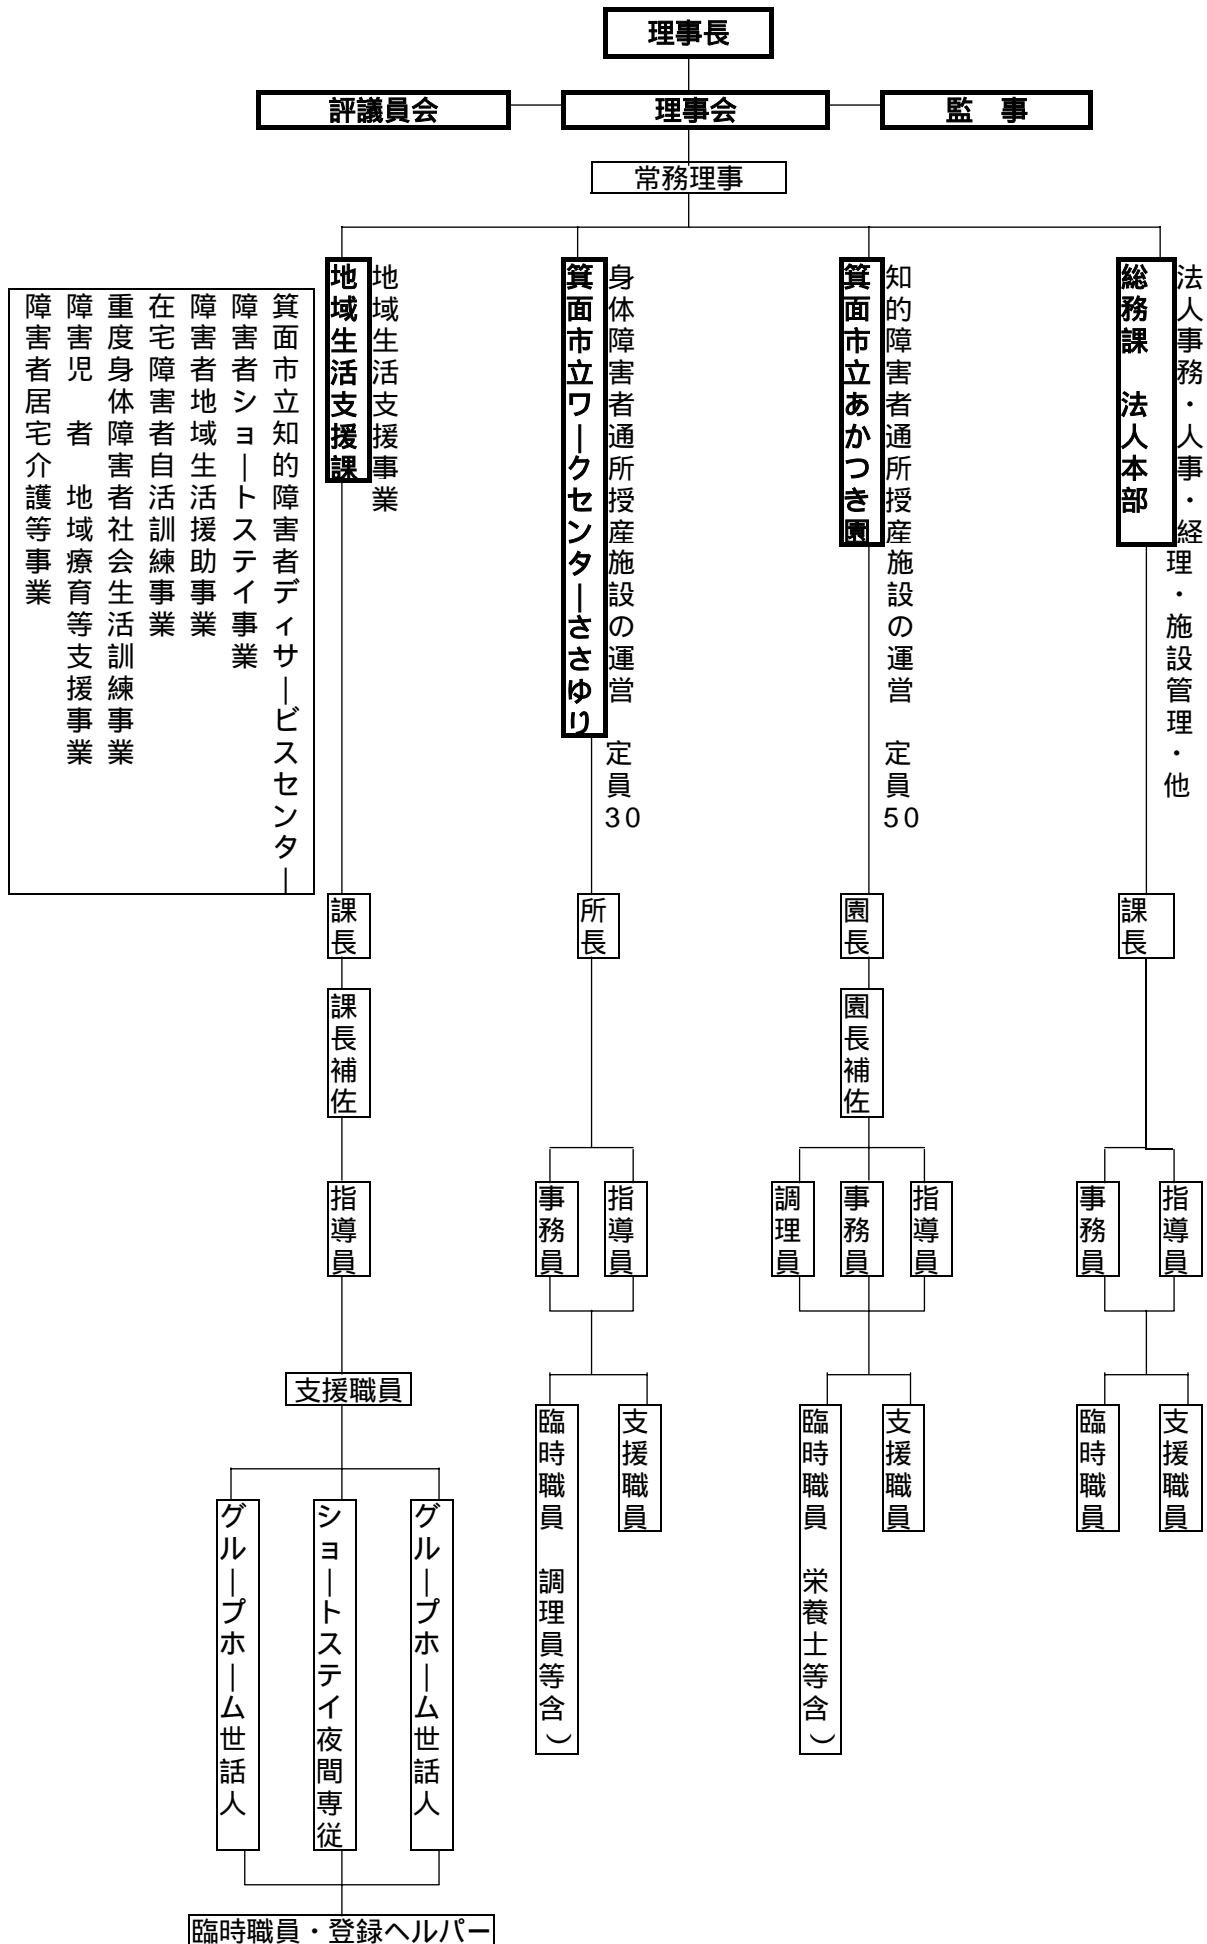 理事長
評議員会
理事会
監　事
常務理事
総務課　法人本部
法人事務・人事・経理・施設管理・他
箕面市立あかつき園
知的障害者通所授産施設の運営　定員50
箕面市立ワークセンターささゆり
身体障害者通所授産施設の運営　定員30
地域生活支援課
地域生活支援事業
箕面市立知的障害者ディサービスセンター
障害者ショートステイ事業
障害者地域生活援助事業
在宅障害者自活訓練事業
重度身体障害者社会生活訓練事業
障害児　者　地域療育等支援事業
障害者居宅介護等事業
課長
園長
所長
課長
園長補佐
課長補佐
指導員
事務員
指導員
事務員
調理員
指導員
事務員
指導員
支援職員
支援職員
臨時職員
支援職員
臨時職員　栄養士等含）
支援職員
臨時職員　調理員等含）
グループホーム世話人
ショートステイ夜間専従
グループホーム世話人
臨時職員・登録ヘルパー